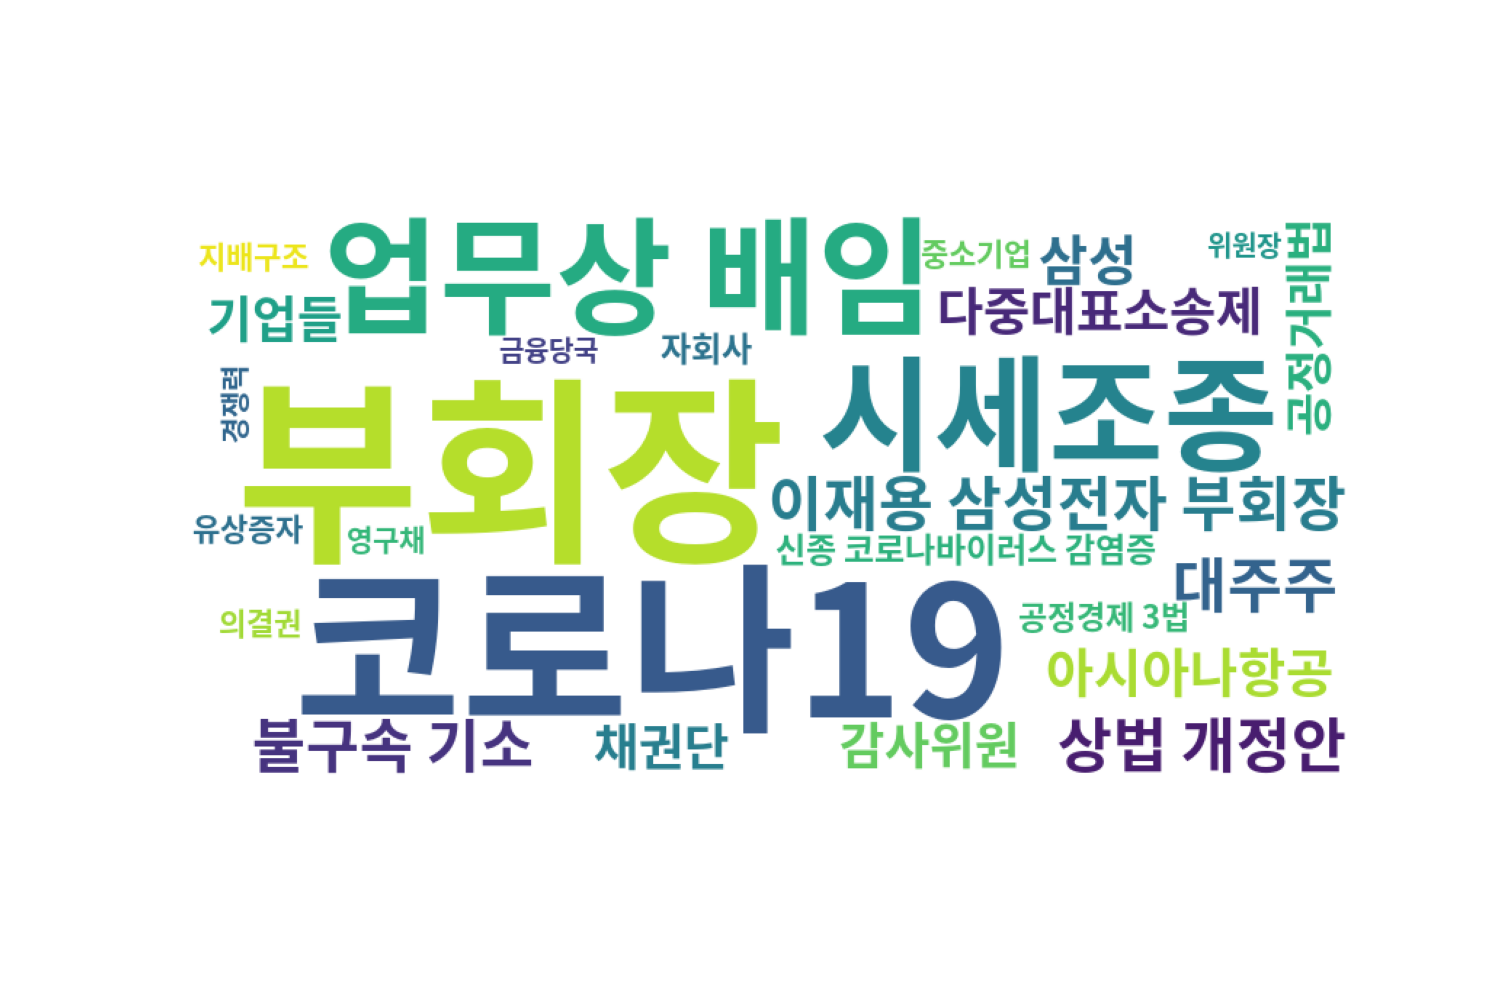 지배구조
업무상 배임
중소기업
삼성
위원장
공정거래법
기업들
다중대표소송제
금융당국
자회사
경쟁력
부회장
시세조종
이재용 삼성전자 부회장
유상증자
영구채
신종 코로나바이러스 감염증
대주주
코로나19
의결권
공정경제 3법
아시아나항공
불구속 기소
채권단
감사위원
상법 개정안